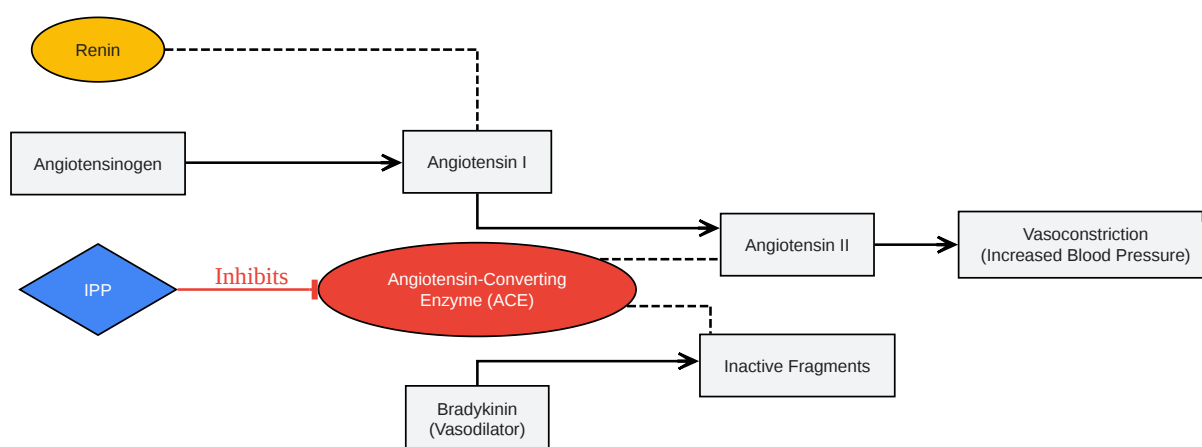 Renin
Angiotensinogen
Angiotensin I
Angiotensin II
Vasoconstriction
(Increased Blood Pressure)
IPP
Inhibits
Angiotensin-Converting
Enzyme (ACE)
Inactive Fragments
Bradykinin
(Vasodilator)